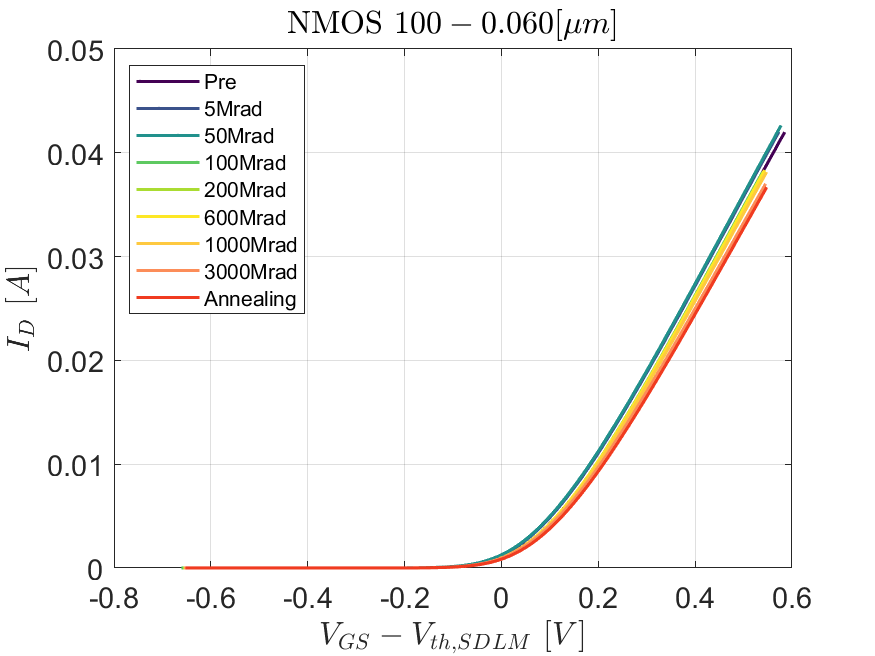 NMOS 100 − 0.060[μm]
0.05
0.04
0.03
0.02
0.01
0
I_D [A]
Pre
5Mrad
50Mrad
100Mrad
200Mrad
600Mrad
1000Mrad
3000Mrad
Annealing
-0.8 -0.6 -0.4 -0.2 0 0.2 0.4 0.6
V_GS − V_th,SDLM [V]